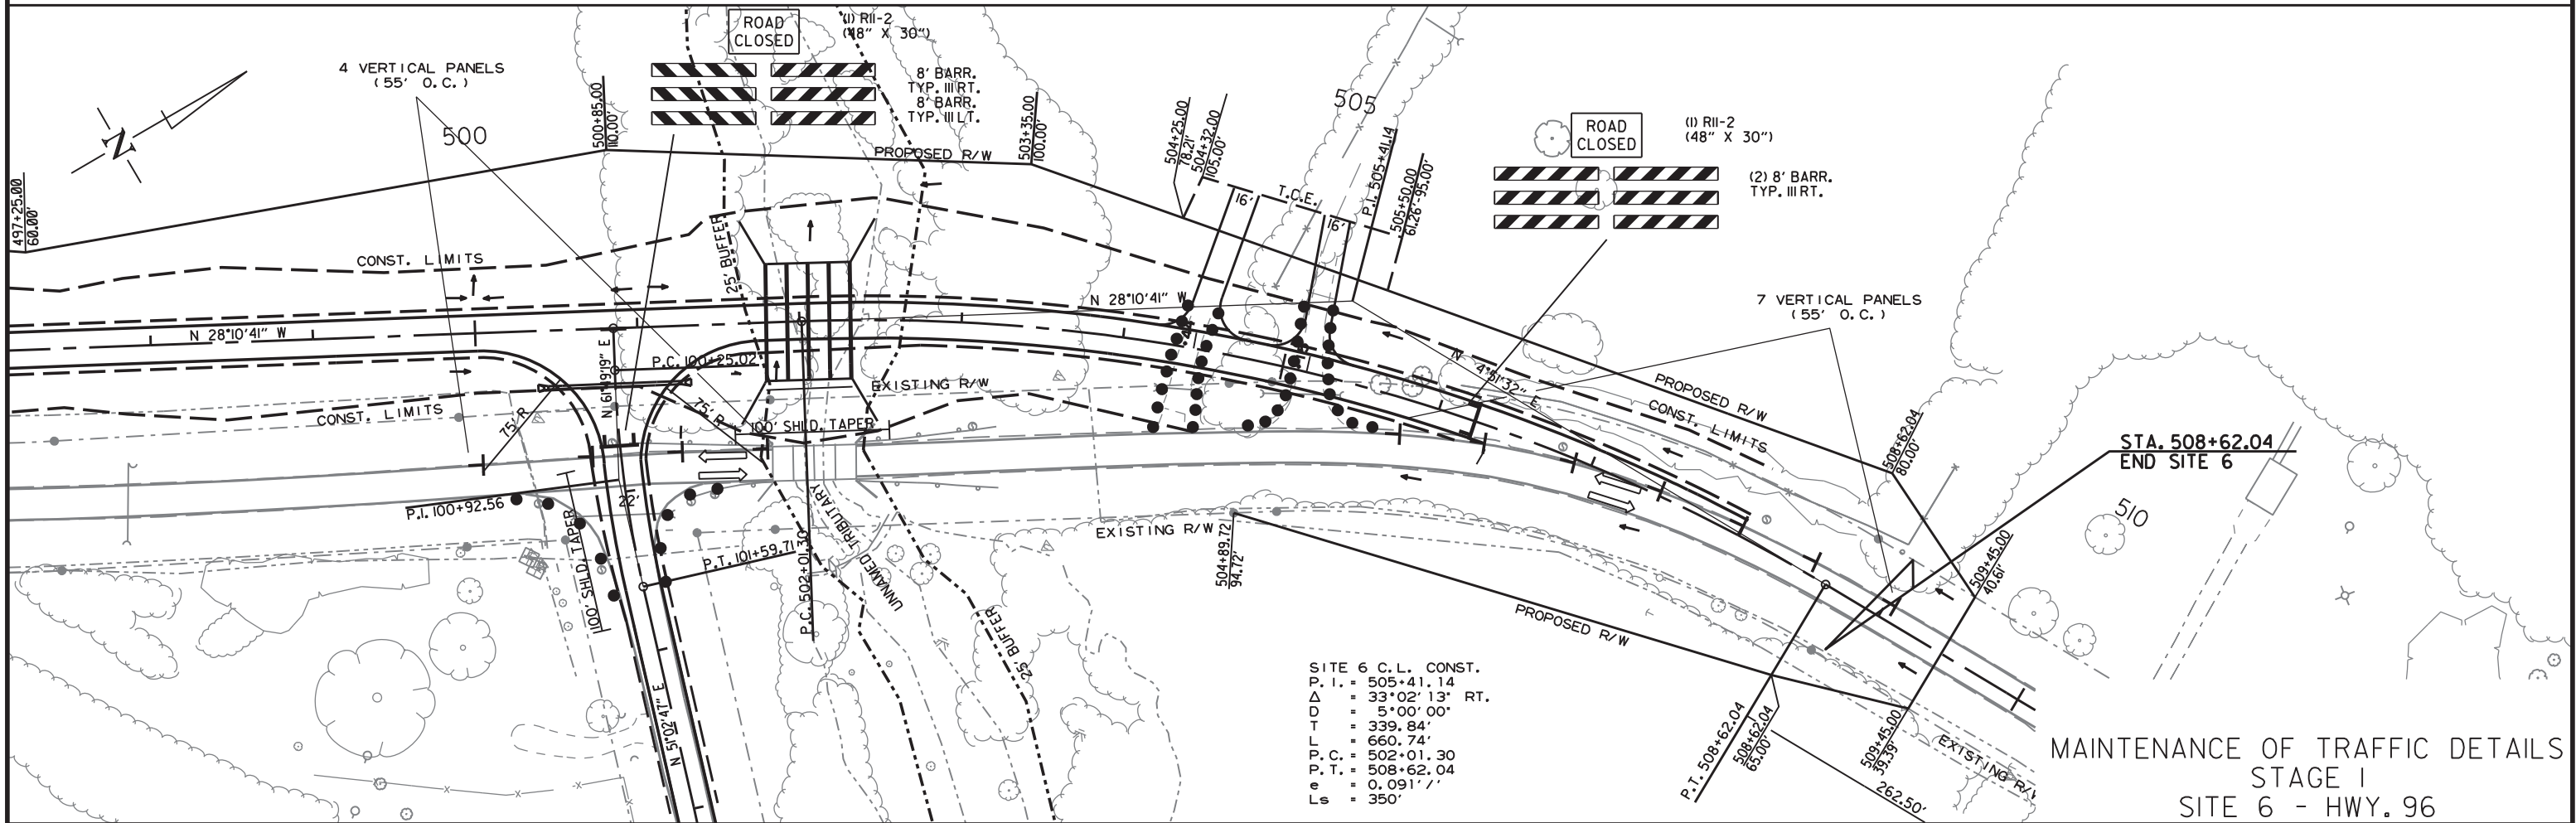 ROAD
CLOSED
(1) R11-2
(48" X 30")
8' BARR.
TYP. III RT.
8' BARR.
TYP. III LT.
4 VERTICAL PANELS
(55' O.C.)
500
N
497+25.00
60.00'
500+85.00
110.00'
PROPOSED R/W
503+35.00
100.00'
504+25.00
78.21'
504+32.00
105.00'
505
T.C.E.
16'
16'
P.I. 505+41.14
505+50.00
61.26'-95.00'
ROAD
CLOSED
(1) R11-2
(48" X 30")
(2) 8' BARR.
TYP. III RT.
7 VERTICAL PANELS
(55' O.C.)
CONST. LIMITS
25' BUFFER
N 28°10'41" W
N 28°10'41" W
N 61°49'19" E
P.C. 100+25.02
EXISTING R/W
N 4°51'32" E
PROPOSED R/W
CONST. LIMITS
CONST. LIMITS
75' R
75' R
100' SHLD. TAPER
508+62.04
80.00'
STA. 508+62.04
END SITE 6
510
P.I. 100+92.56
22'
100' SHLD. TAPER
P.T. 101+59.71
P.C. 502+01.30
UNNAMED TRIBUTARY
25' BUFFER
EXISTING R/W
504+89.72
94.72'
PROPOSED R/W
509+45.00
40.61'
N 51°02'47" E
SITE 6 C.L. CONST.
P.I. = 505+41.14
Δ = 33°02'13" RT.
D = 5°00'00"
T = 339.84'
L = 660.74'
P.C. = 502+01.30
P.T. = 508+62.04
e = 0.091'/'
Ls = 350'
P.T. 508+62.04
508+62.04
65.00'
509+45.00
39.39'
262.50'
EXISTING R/W
MAINTENANCE OF TRAFFIC DETAILS
STAGE 1
SITE 6 - HWY. 96